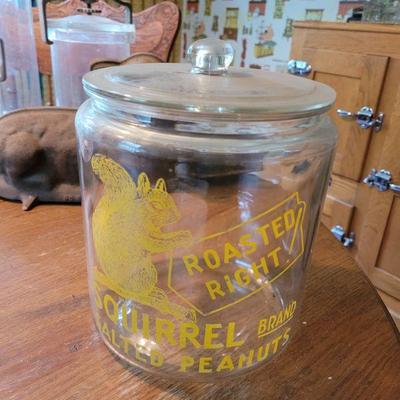 ROASTED
RIGHT
SQUIRREL BRAND
SALTED PEANUTS